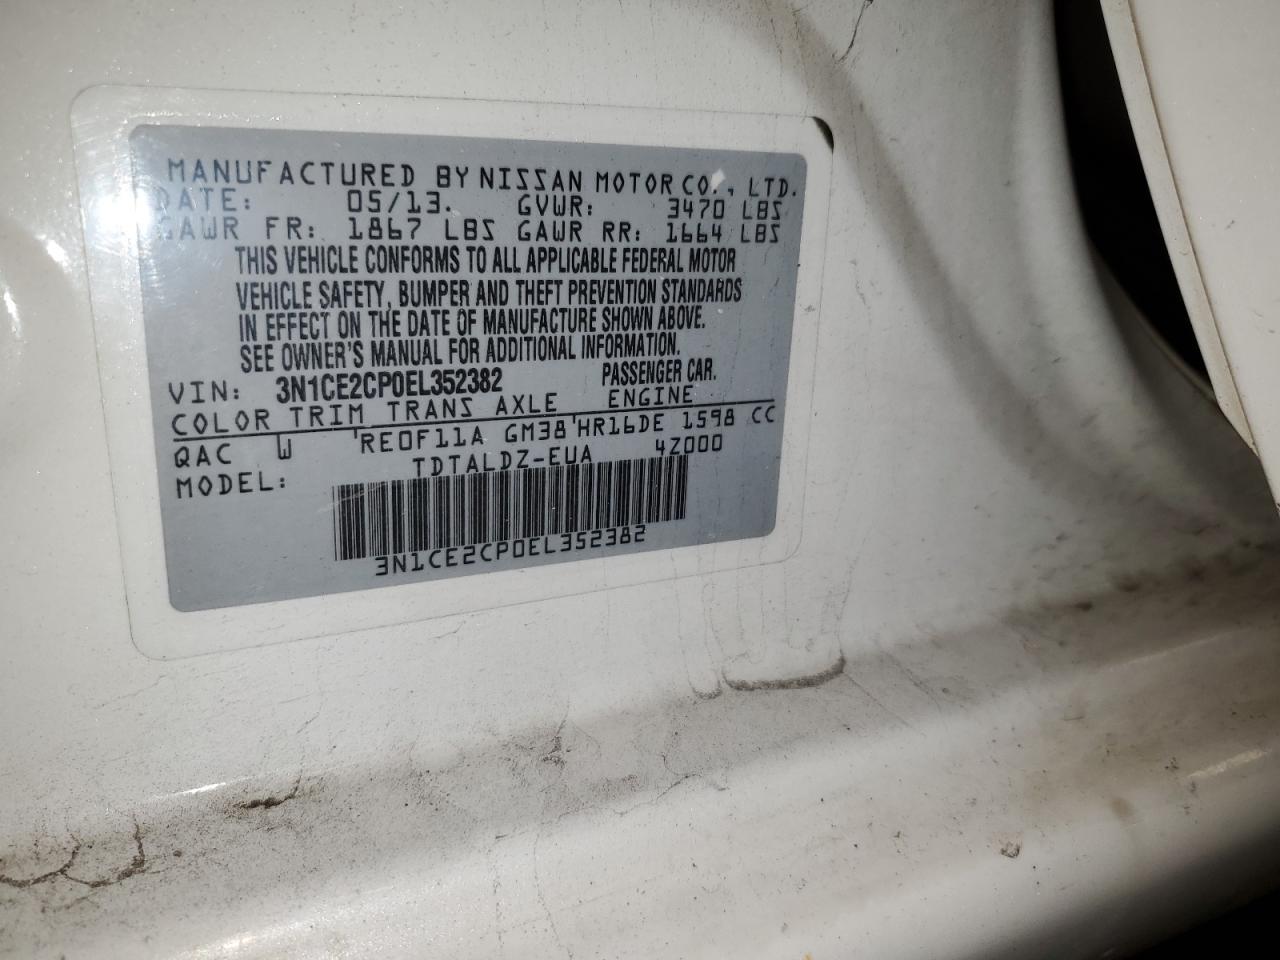 MANUFACTURED BY NISSAN MOTOR CO., LTD.
DATE: 05/13. GVWR: 3470 LBS
GAWR FR: 1867 LBS GAWR RR: 1664 LBS
THIS VEHICLE CONFORMS TO ALL APPLICABLE FEDERAL MOTOR
VEHICLE SAFETY, BUMPER AND THEFT PREVENTION STANDARDS
IN EFFECT ON THE DATE OF MANUFACTURE SHOWN ABOVE.
SEE OWNER'S MANUAL FOR ADDITIONAL INFORMATION.
VIN: 3N1CE2CP0EL352382 PASSENGER CAR.
COLOR TRIM TRANS AXLE ENGINE
QAC W RE0F11A GM38 HR16DE 1598 CC
MODEL: TDTALDZ-EUA 4Z000
3N1CE2CP0EL352382